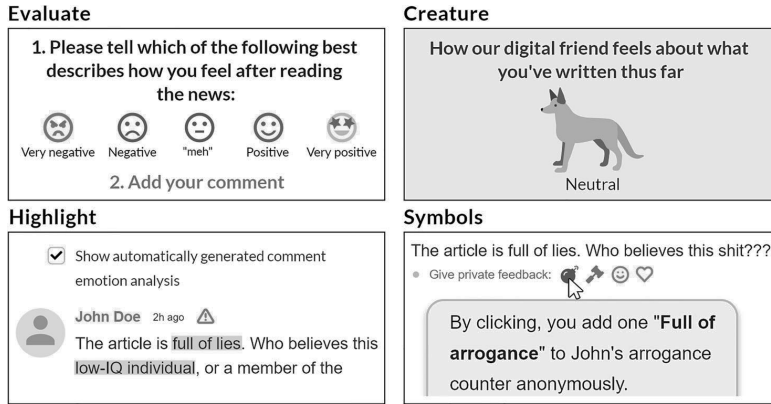 Evaluate
1. Please tell which of the following best
describes how you feel after reading
the news:
Very negative Negative "meh" Positive Very positive
2. Add your comment
Creature
How our digital friend feels about what
you've written thus far
Neutral
Highlight
Show automatically generated comment
emotion analysis
John Doe 2h ago
The article is full of lies. Who believes this
low-IQ individual, or a member of the
Symbols
The article is full of lies. Who believes this shit???
Give private feedback:
By clicking, you add one "Full of
arrogance" to John's arrogance
counter anonymously.